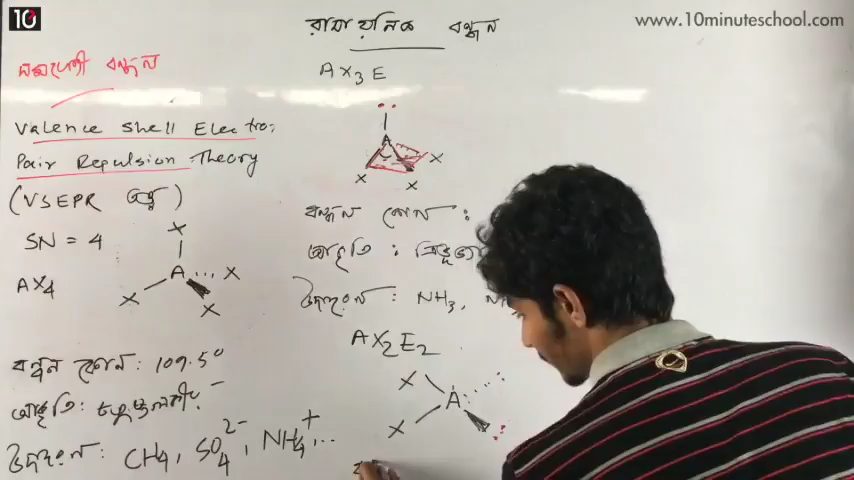 10
www.10minuteschool.com
রাসায়নিক বন্ধন
সমযোজী বন্ধন
Valence Shell Electro:
Pair Repulsion Theory
(VSEPR তত্ত্ব)
SN = 4
AX4
X
A ... X
X
X
বন্ধন কোন: 109.5°
আকৃতি: চতুস্তলকীয়
উদাহরণ: CH4, SO4 2-, NH4+, ..
AX3E
A
X
X
X
বন্ধন কোন :
আকৃতি :
উদাহরণ : NH3,
AX2E2
X
A
X